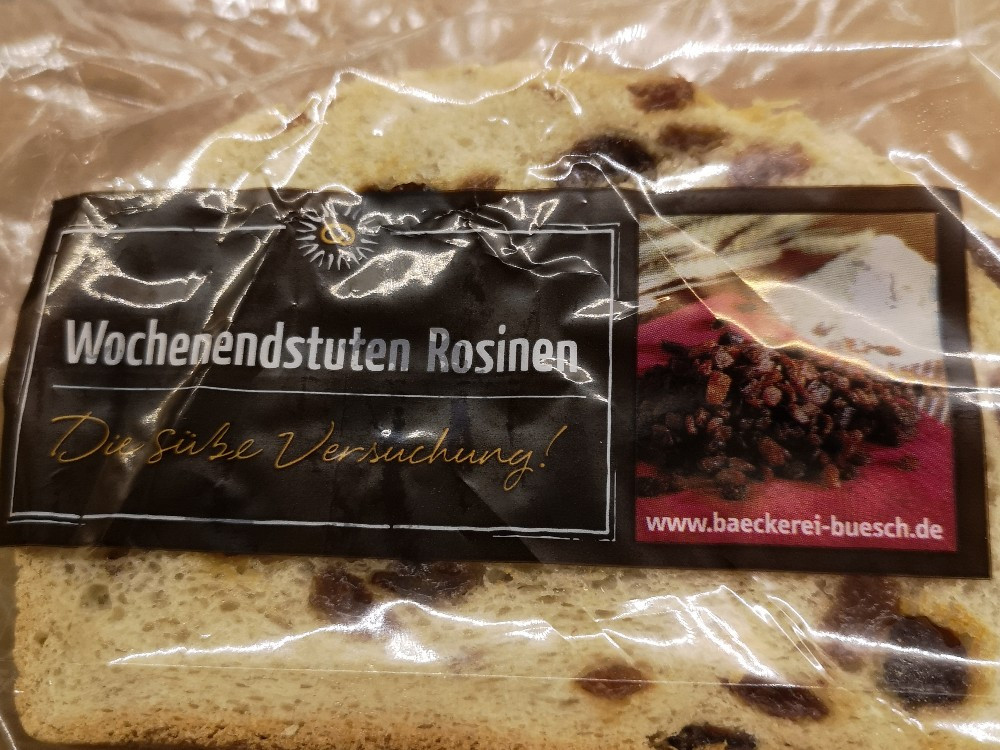 Wochenendstuten Rosinen
Die süße Versuchung!
www.baeckerei-buesch.de